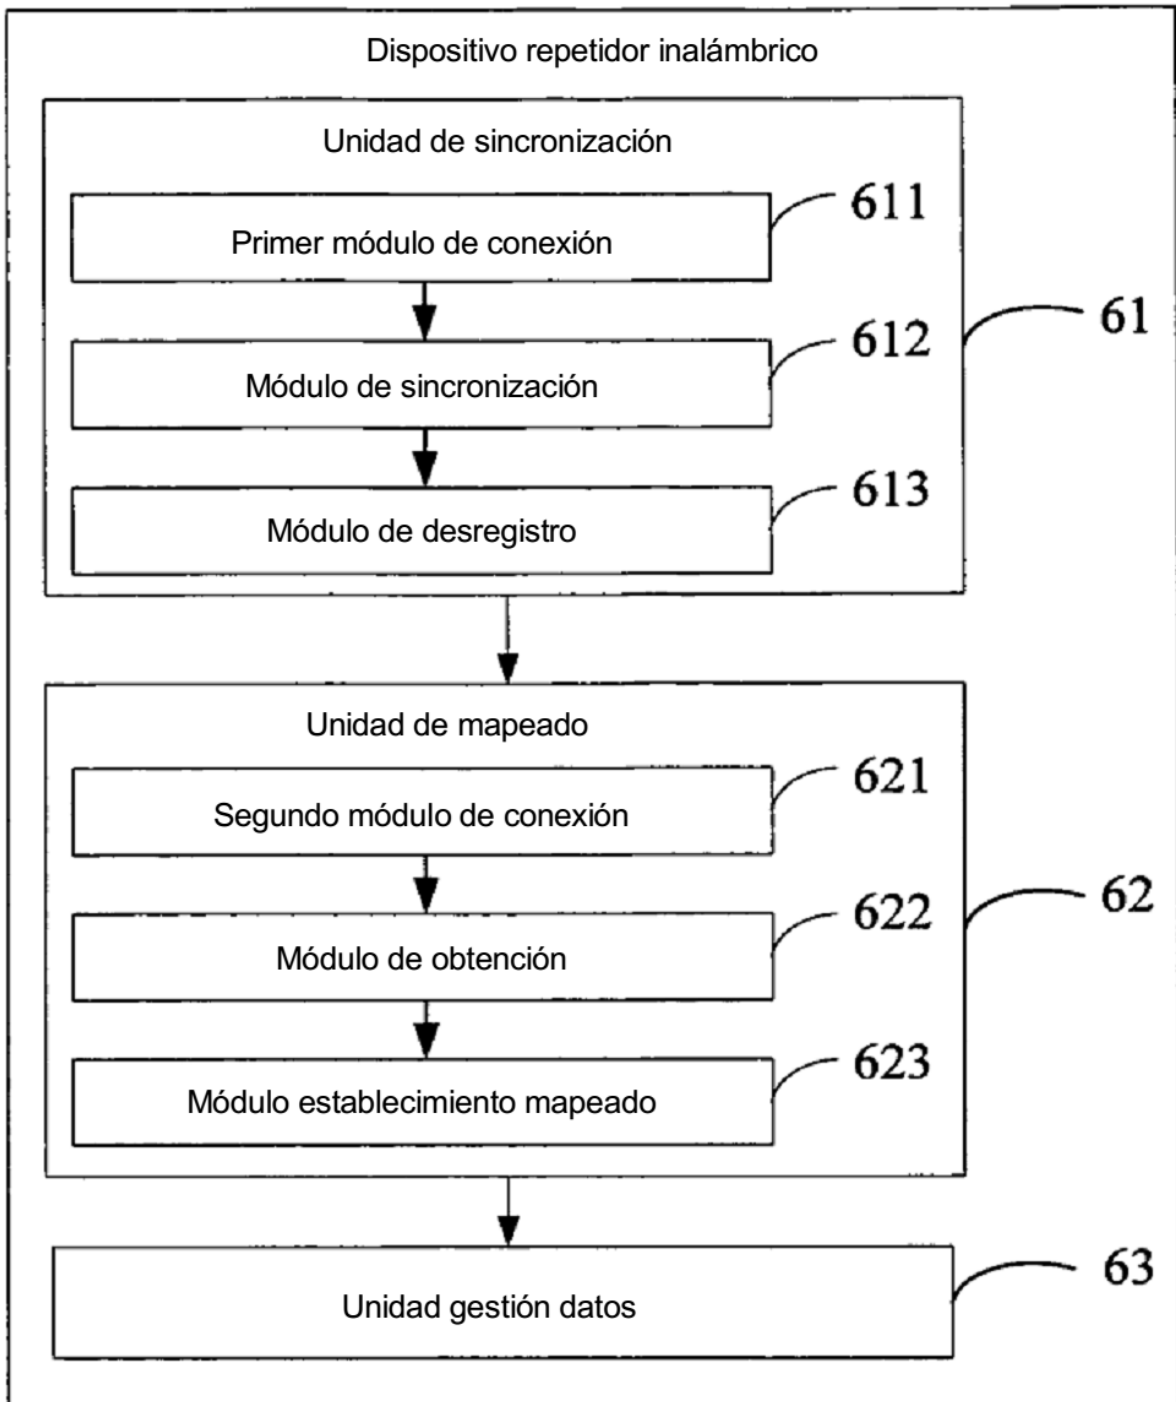 Dispositivo repetidor inalámbrico
Unidad de sincronización
611
Primer módulo de conexión
61
612
Módulo de sincronización
613
Módulo de desregistro
Unidad de mapeado
621
Segundo módulo de conexión
62
622
Módulo de obtención
623
Módulo establecimiento mapeado
63
Unidad gestión datos